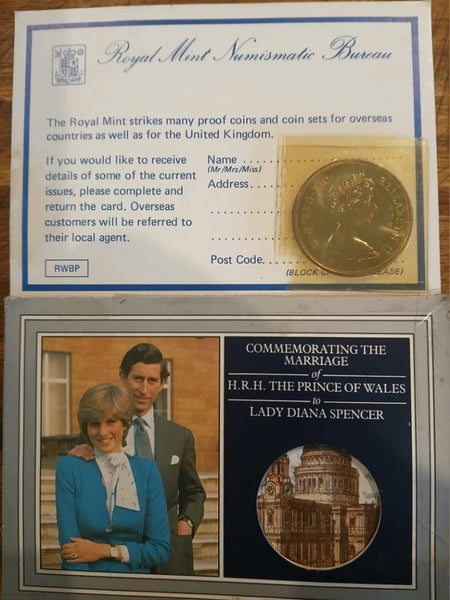 Royal Mint Numismatic Bureau
ROYAL MINT
The Royal Mint strikes many proof coins and coin sets for overseas
countries as well as for the United Kingdom.
If you would like to receive
details of some of the current
issues, please complete and
return the card. Overseas
customers will be referred to
their local agent.
RWBP
Name
(Mr/Mrs/Miss)
Address
Post Code
(BLOCK
COMMEMORATING THE
MARRIAGE
of
H.R.H. THE PRINCE OF WALES
to
LADY DIANA SPENCER